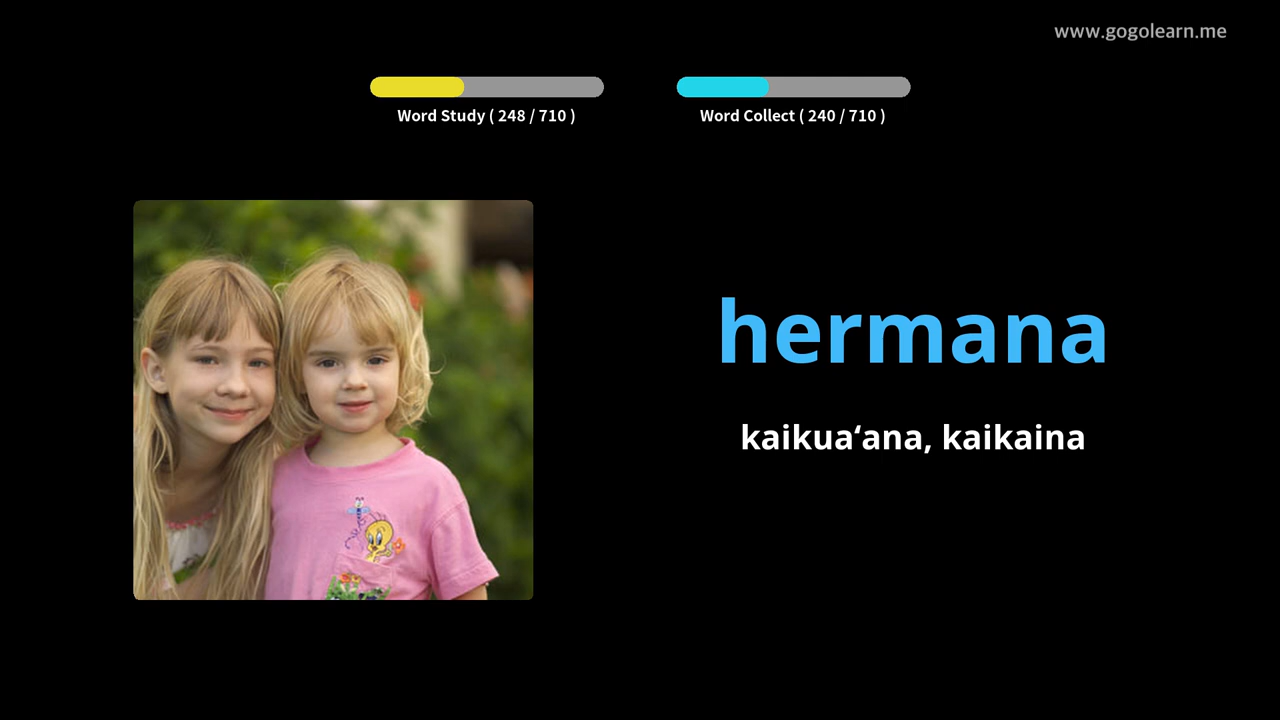 www.gogolearn.me
Word Study ( 248 / 710 )
Word Collect ( 240 / 710 )
hermana
kaikuaʻana, kaikaina